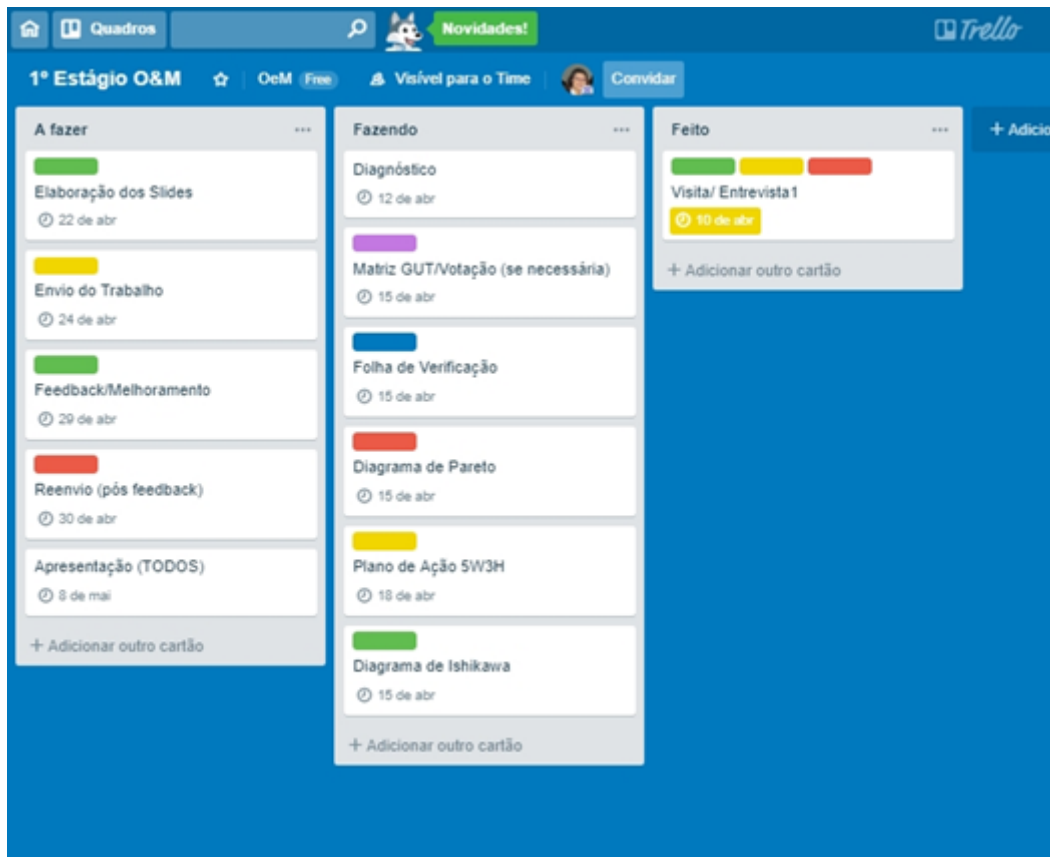 Quadros
Novidades!
Trello
1º Estágio O&M
OeM Free
Visível para o Time
Convidar
A fazer
Elaboração dos Slides
22 de abr
Envio do Trabalho
24 de abr
Feedback/Melhoramento
29 de abr
Reenvio (pós feedback)
30 de abr
Apresentação (TODOS)
8 de mai
+ Adicionar outro cartão
Fazendo
Diagnóstico
12 de abr
Matriz GUT/Votação (se necessária)
15 de abr
Folha de Verificação
15 de abr
Diagrama de Pareto
15 de abr
Plano de Ação 5W3H
18 de abr
Diagrama de Ishikawa
15 de abr
+ Adicionar outro cartão
Feito
Visita/ Entrevista1
10 de abr
+ Adicionar outro cartão
+ Adicio